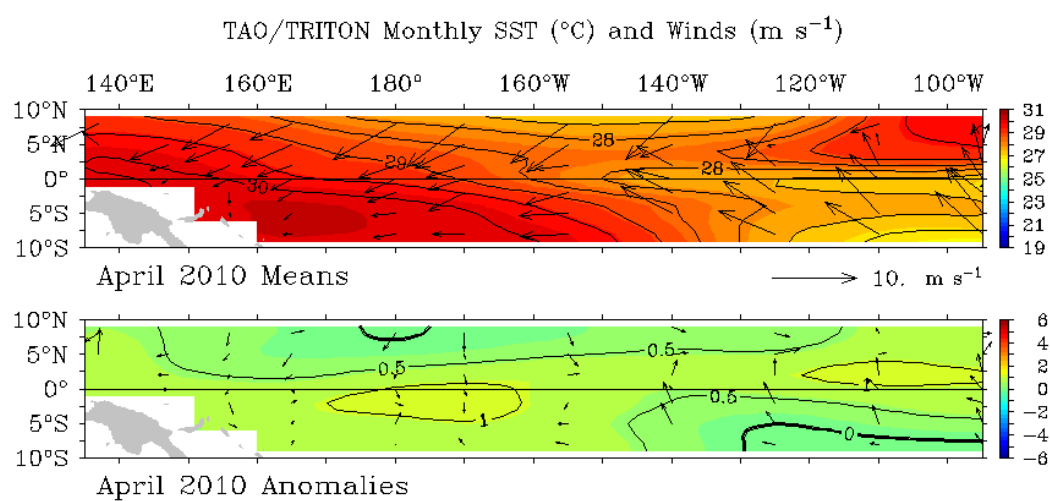 TAO/TRITON Monthly SST (°C) and Winds (m s⁻¹)
140°E 160°E 180° 160°W 140°W 120°W 100°W
10°N
5°N
0°
5°S
10°S
28
29
28
30
31
29
27
25
23
21
19
April 2010 Means
10. m s⁻¹
10°N
5°N
0°
5°S
10°S
0.5
0.5
1
0.5
1
0
6
4
2
0
-2
-4
-6
April 2010 Anomalies